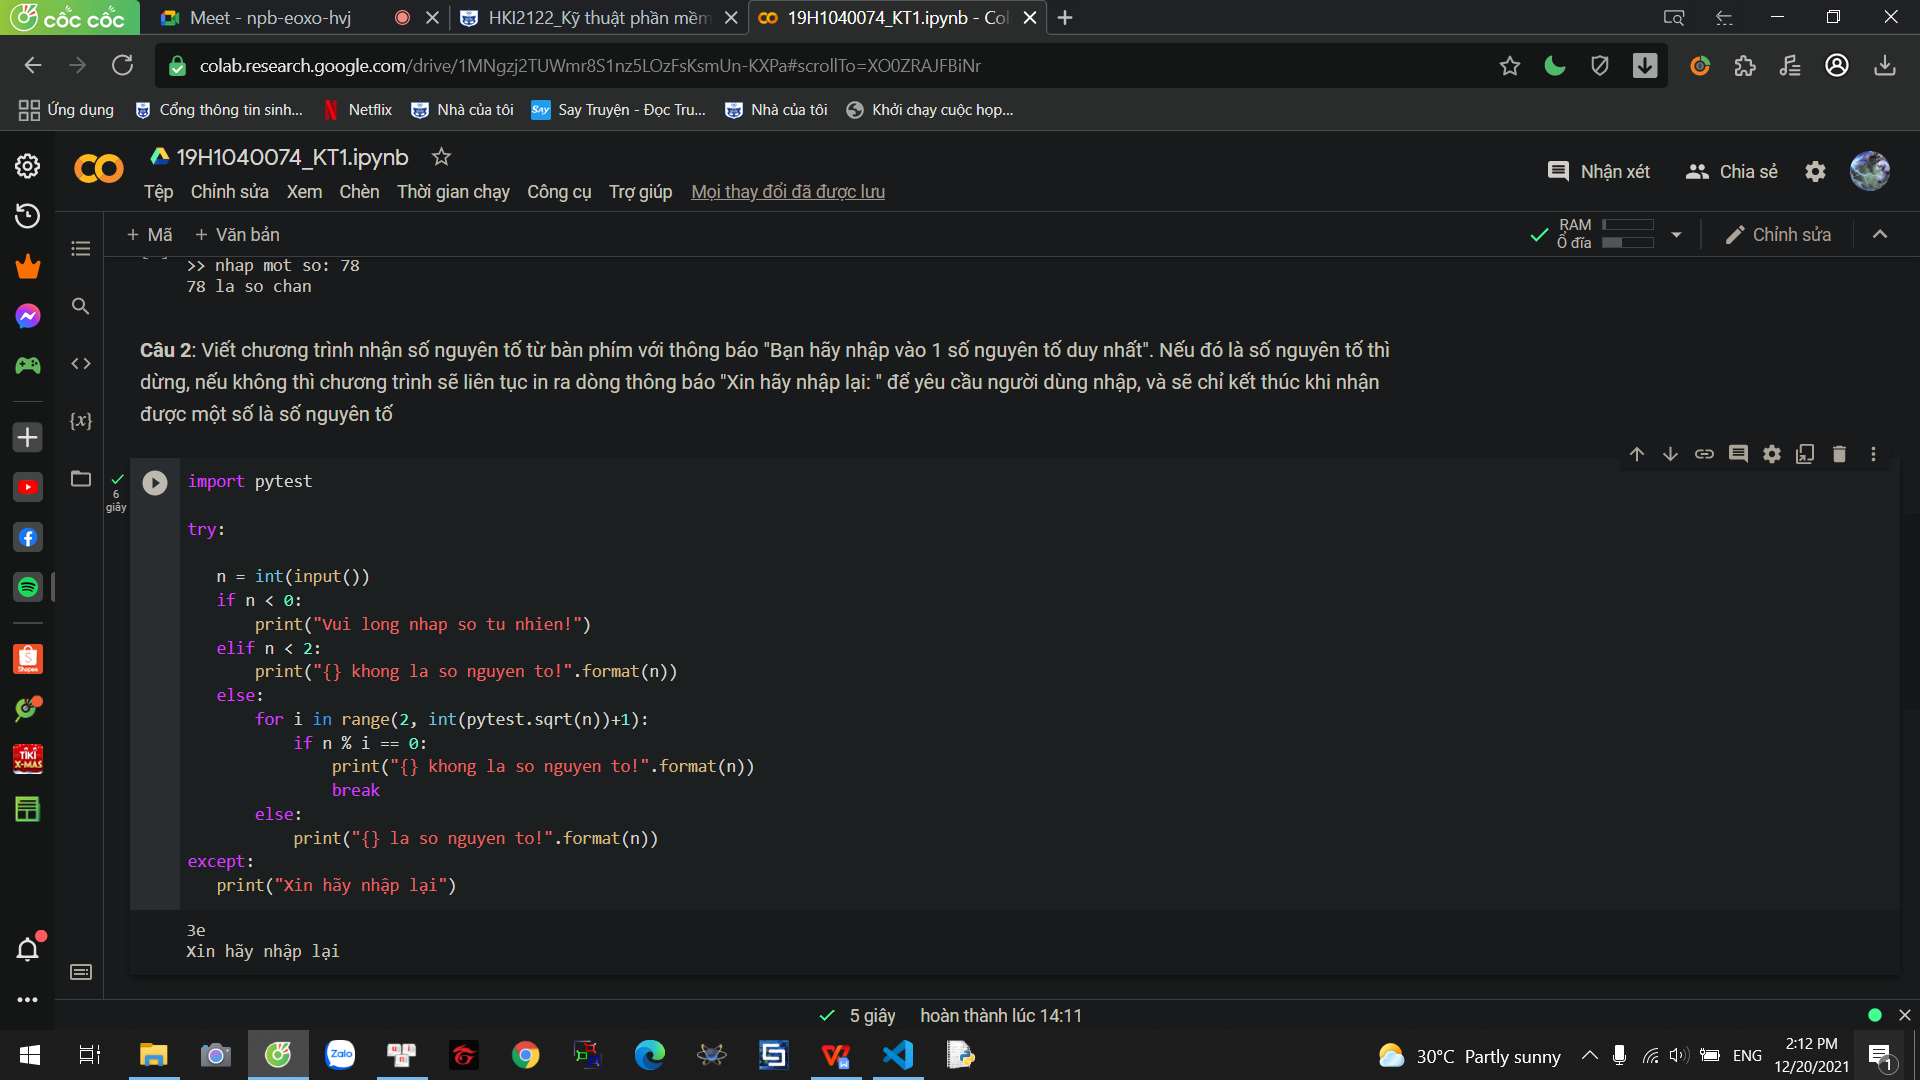 cốc cốc
Meet - npb-eoxo-hvj
HKI2122_Kỹ thuật phần mềm
19H1040074_KT1.ipynb - Col
colab.research.google.com/drive/1MNgzj2TUWmr8S1nz5LOzFsKsmUn-KXPa#scrollTo=XO0ZRAJFBiNr
Ứng dụng
Cổng thông tin sinh...
Netflix
Nhà của tôi
SAY
Say Truyện - Đọc Tru...
Nhà của tôi
Khởi chạy cuộc họp...
19H1040074_KT1.ipynb
Nhận xét
Chia sẻ
Tệp Chỉnh sửa Xem Chèn Thời gian chạy Công cụ Trợ giúp Mọi thay đổi đã được lưu
+ Mã + Văn bản
RAM
Ổ đĩa
Chỉnh sửa
>> nhap mot so: 78
78 la so chan
Câu 2: Viết chương trình nhận số nguyên tố từ bàn phím với thông báo "Bạn hãy nhập vào 1 số nguyên tố duy nhất". Nếu đó là số nguyên tố thì
dừng, nếu không thì chương trình sẽ liên tục in ra dòng thông báo "Xin hãy nhập lại: " để yêu cầu người dùng nhập, và sẽ chỉ kết thúc khi nhận
được một số là số nguyên tố
{x}
6
giây
import pytest
try:
n = int(input())
if n < 0:
print("Vui long nhap so tu nhien!")
elif n < 2:
print("{} khong la so nguyen to!".format(n))
else:
for i in range(2, int(pytest.sqrt(n))+1):
if n % i == 0:
print("{} khong la so nguyen to!".format(n))
break
else:
print("{} la so nguyen to!".format(n))
except:
print("Xin hãy nhập lại")
3e
Xin hãy nhập lại
Shopee
TIKI
X-MAS
5 giây hoàn thành lúc 14:11
Zalo
30°C Partly sunny
ENG
2:12 PM
12/20/2021
1